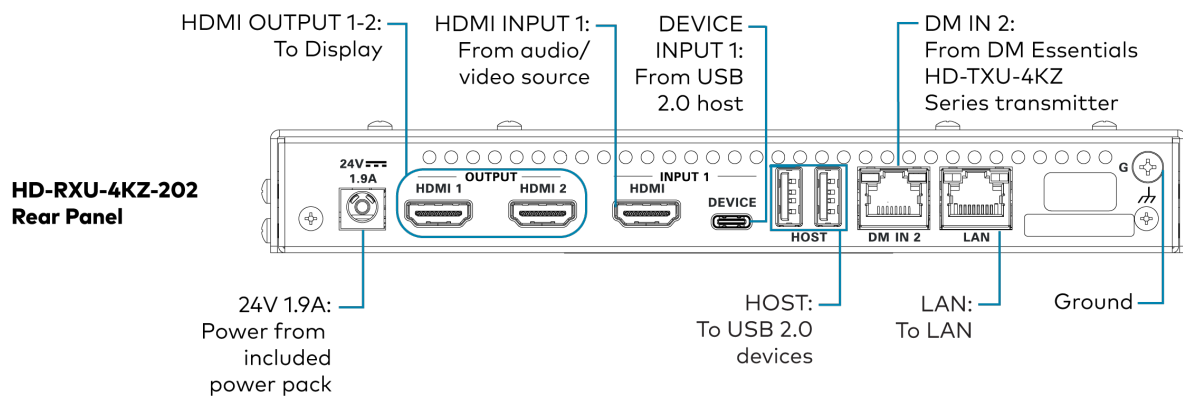 HDMI OUTPUT 1-2:
To Display
HDMI INPUT 1:
From audio/
video source
DEVICE
INPUT 1:
From USB
2.0 host
DM IN 2:
From DM Essentials
HD-TXU-4KZ
Series transmitter
HD-RXU-4KZ-202
Rear Panel
24V
1.9A
OUTPUT
HDMI 1
HDMI 2
INPUT 1
HDMI
DEVICE
HOST
DM IN 2
LAN
G
24V 1.9A:
Power from
included
power pack
HOST:
To USB 2.0
devices
LAN:
To LAN
Ground